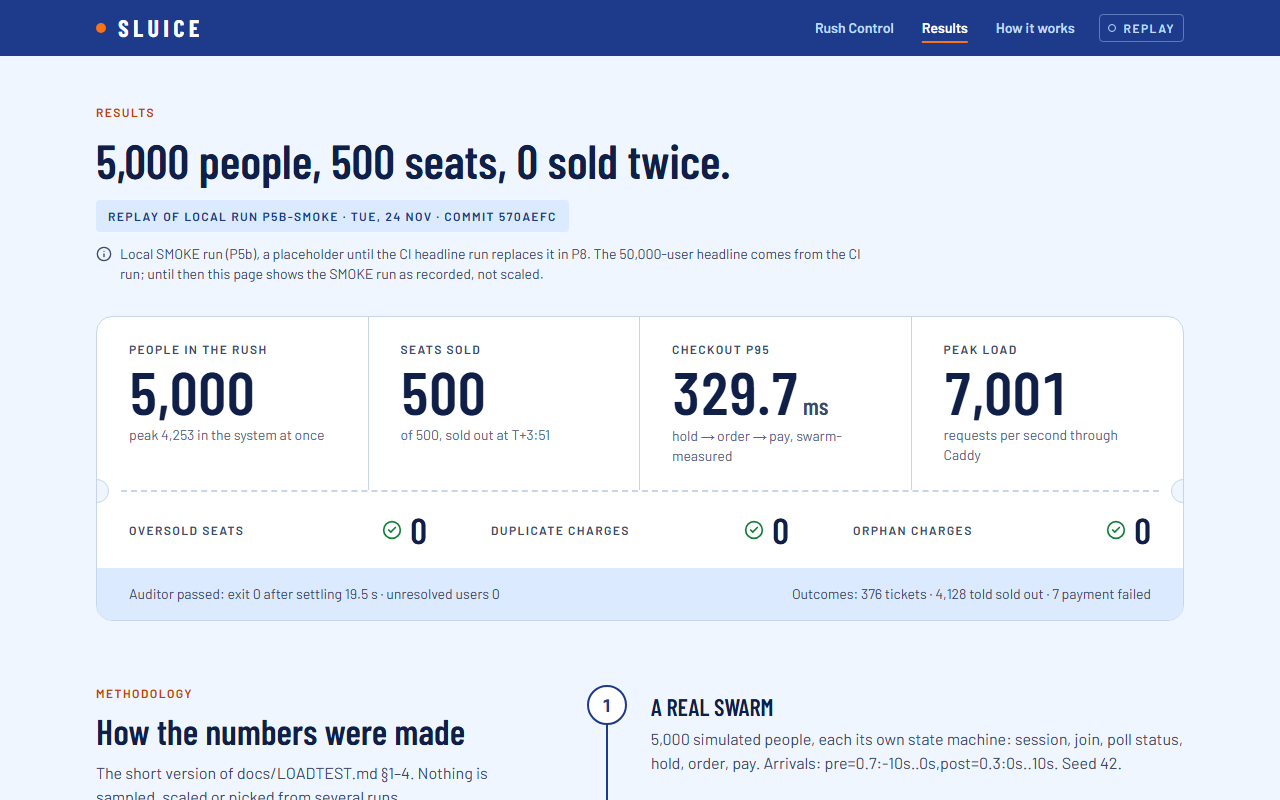 SLUICE
Rush Control Results How it works REPLAY
RESULTS
5,000 people, 500 seats, 0 sold twice.
REPLAY OF LOCAL RUN P5B-SMOKE · TUE, 24 NOV · COMMIT 570AEFC
Local SMOKE run (P5b), a placeholder until the CI headline run replaces it in P8. The 50,000-user headline comes from the CI
run; until then this page shows the SMOKE run as recorded, not scaled.
PEOPLE IN THE RUSH
5,000
peak 4,253 in the system at once
SEATS SOLD
500
of 500, sold out at T+3:51
CHECKOUT P95
329.7 ms
hold → order → pay, swarm-
measured
PEAK LOAD
7,001
requests per second through
Caddy
OVERSOLD SEATS 0
DUPLICATE CHARGES 0
ORPHAN CHARGES 0
Auditor passed: exit 0 after settling 19.5 s · unresolved users 0
Outcomes: 376 tickets · 4,128 told sold out · 7 payment failed
METHODOLOGY
How the numbers were made
The short version of docs/LOADTEST.md §1–4. Nothing is
sampled, scaled or picked from several runs.
1
A REAL SWARM
5,000 simulated people, each its own state machine: session, join, poll status,
hold, order, pay. Arrivals: pre=0.7:-10s..0s,post=0.3:0s..10s. Seed 42.